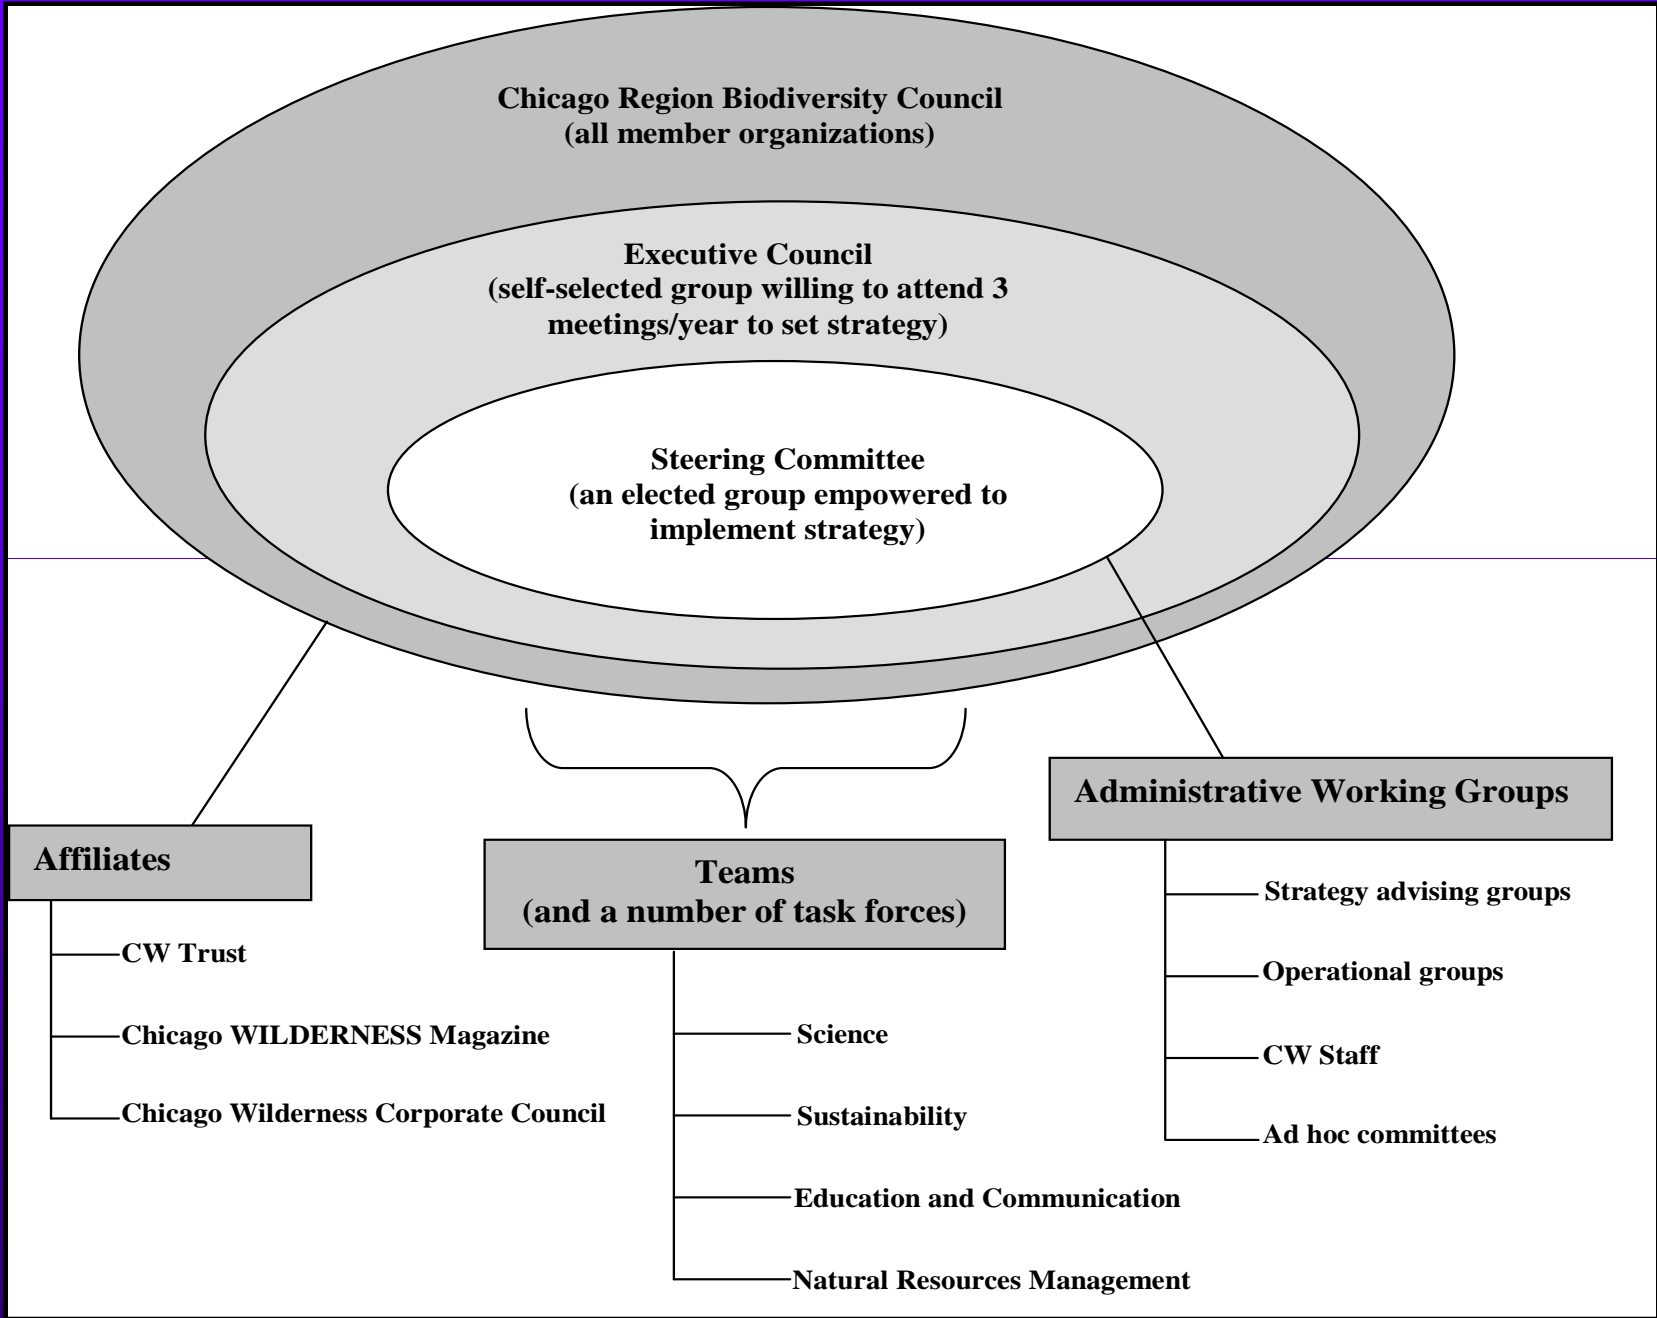 Chicago Region Biodiversity Council
(all member organizations)
Executive Council
(self-selected group willing to attend 3
meetings/year to set strategy)
Steering Committee
(an elected group empowered to
implement strategy)
Affiliates
CW Trust
Chicago WILDERNESS Magazine
Chicago Wilderness Corporate Council
Teams
(and a number of task forces)
Science
Sustainability
Education and Communication
Natural Resources Management
Administrative Working Groups
Strategy advising groups
Operational groups
CW Staff
Ad hoc committees